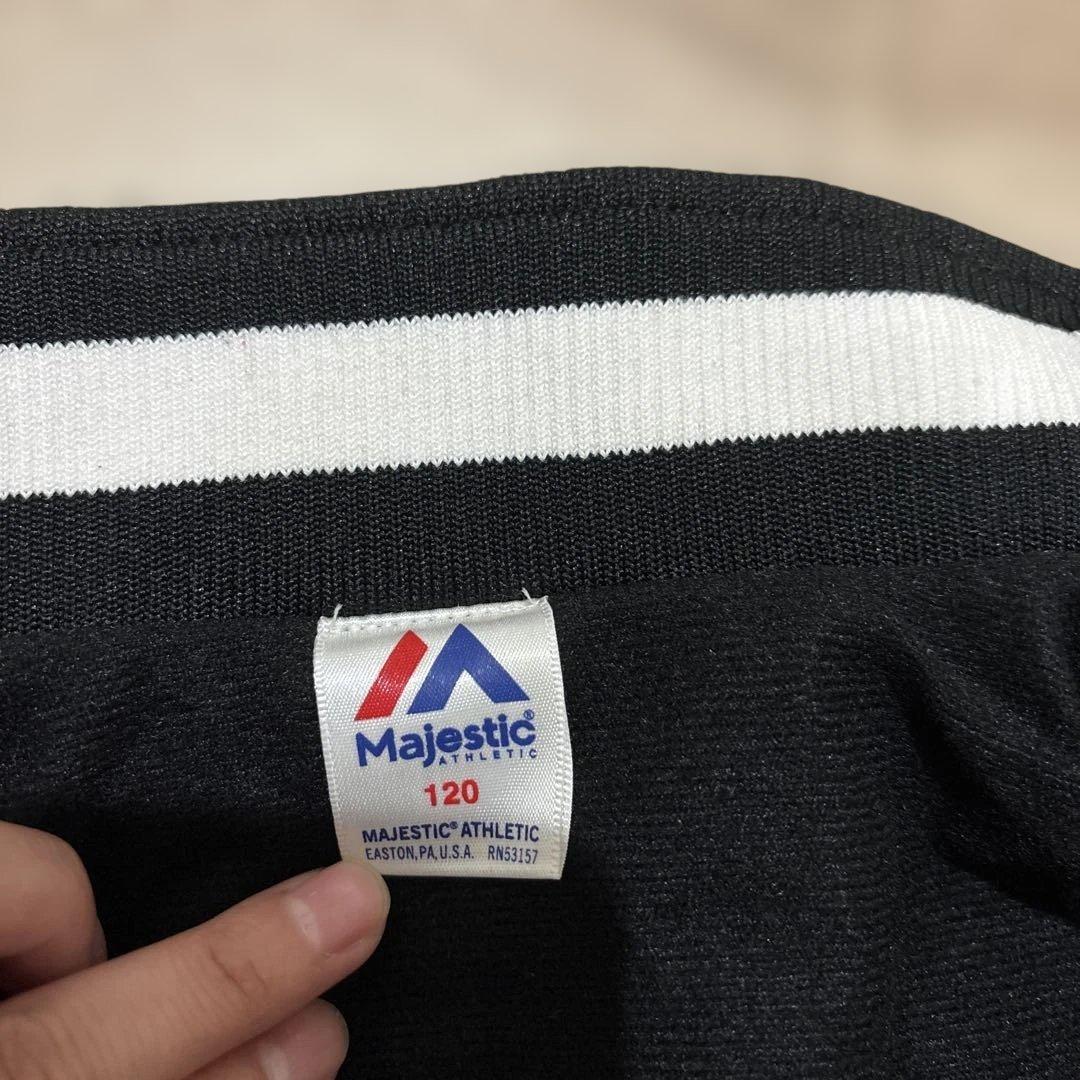 Majestic®
ATHLETIC
120
MAJESTIC® ATHLETIC
EASTON, PA, U.S.A. RN53157